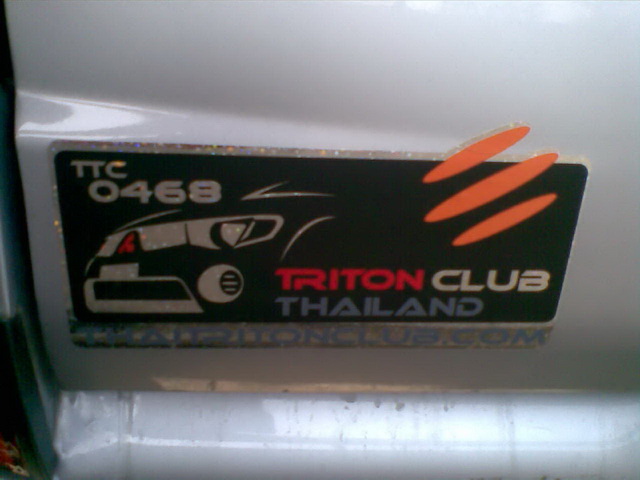 TTC
0468
TRITON CLUB
THAILAND
THAITRITONCLUB.COM